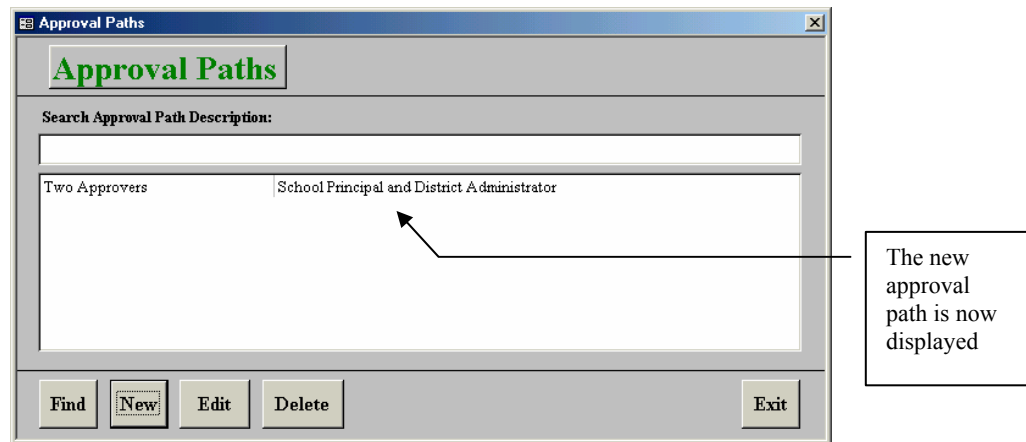 Approval Paths
Approval Paths
Search Approval Path Description:
Two Approvers School Principal and District Administrator
The new
approval
path is now
displayed
Find New Edit Delete Exit